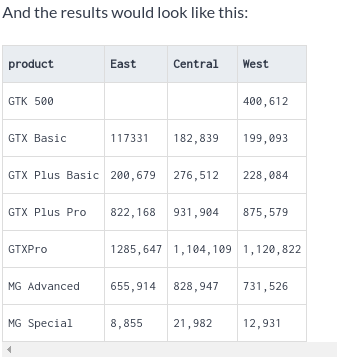 And the results would look like this:
product East Central West
GTK 500 400,612
GTX Basic 117331 182,839 199,093
GTX Plus Basic 200,679 276,512 228,084
GTX Plus Pro 822,168 931,904 875,579
GTXPro 1285,647 1,104,109 1,120,822
MG Advanced 655,914 828,947 731,526
MG Special 8,855 21,982 12,931